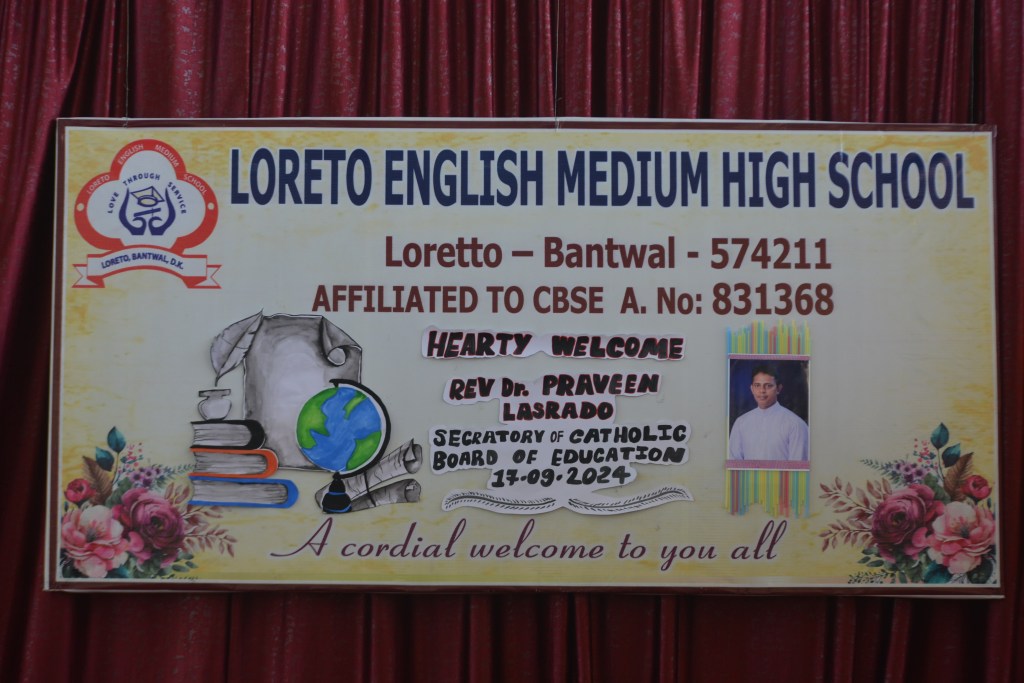 LORETO ENGLISH MEDIUM SCHOOL
LOVE THROUGH SERVICE
LORETO, BANTWAL, D.K.
LORETO ENGLISH MEDIUM HIGH SCHOOL
Loretto – Bantwal - 574211
AFFILIATED TO CBSE A. No: 831368
HEARTY WELCOME
REV Dr. PRAVEEN
LASRADO
SECRATORY OF CATHOLIC
BOARD OF EDUCATION
17-09-2024
A cordial welcome to you all